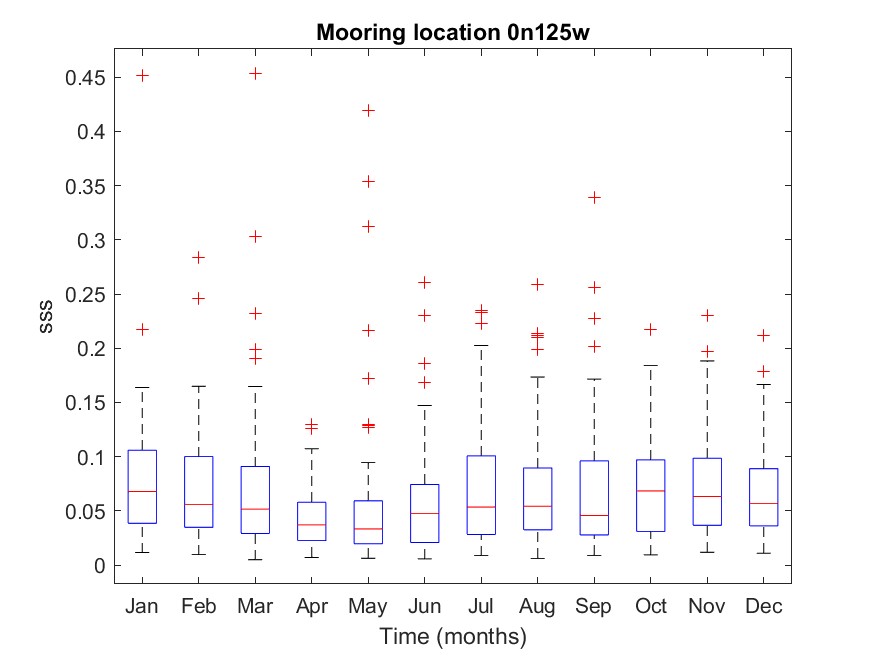 Mooring location 0n125w
0.45
0.4
0.35
0.3
0.25
0.2
0.15
0.1
0.05
0
sss
Jan Feb Mar Apr May Jun Jul Aug Sep Oct Nov Dec
Time (months)